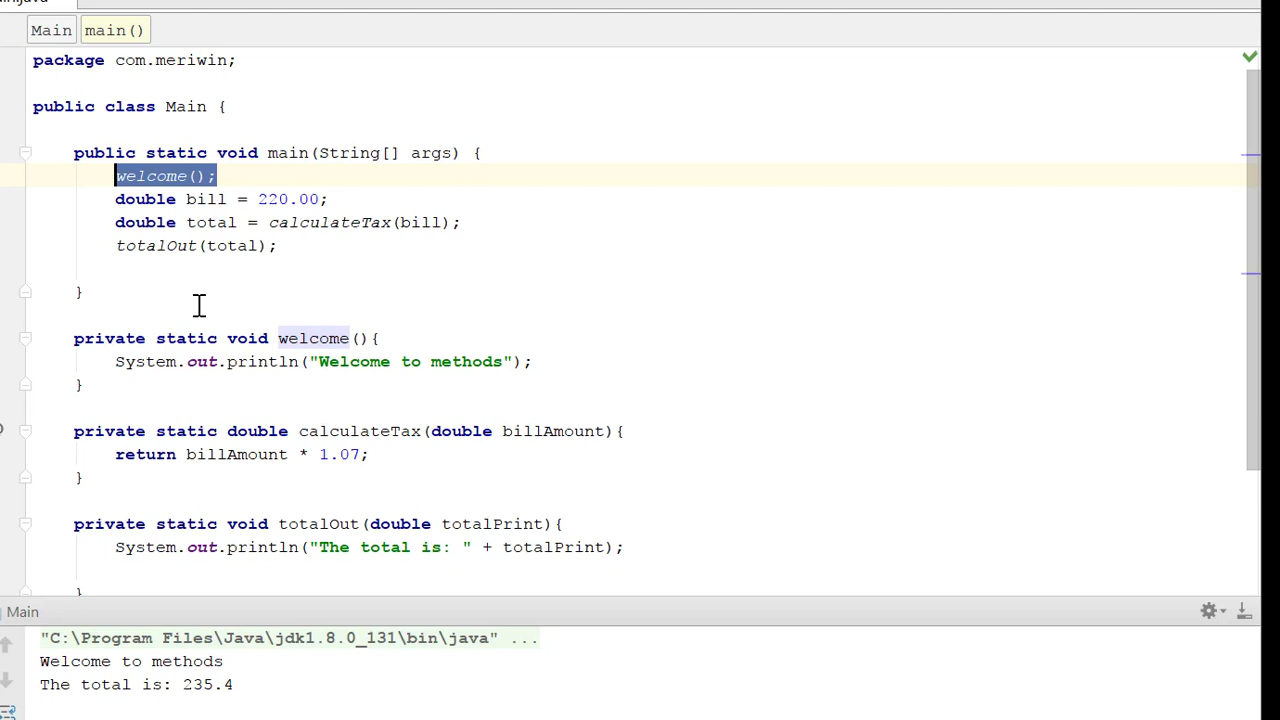 Main main()
package com.meriwin;
public class Main {
public static void main(String[] args) {
welcome();
double bill = 220.00;
double total = calculateTax(bill);
totalOut(total);
}
private static void welcome(){
System.out.println("Welcome to methods");
}
private static double calculateTax(double billAmount){
return billAmount * 1.07;
}
private static void totalOut(double totalPrint){
System.out.println("The total is: " + totalPrint);
}
Main
"C:\Program Files\Java\jdk1.8.0_131\bin\java" ...
Welcome to methods
The total is: 235.4